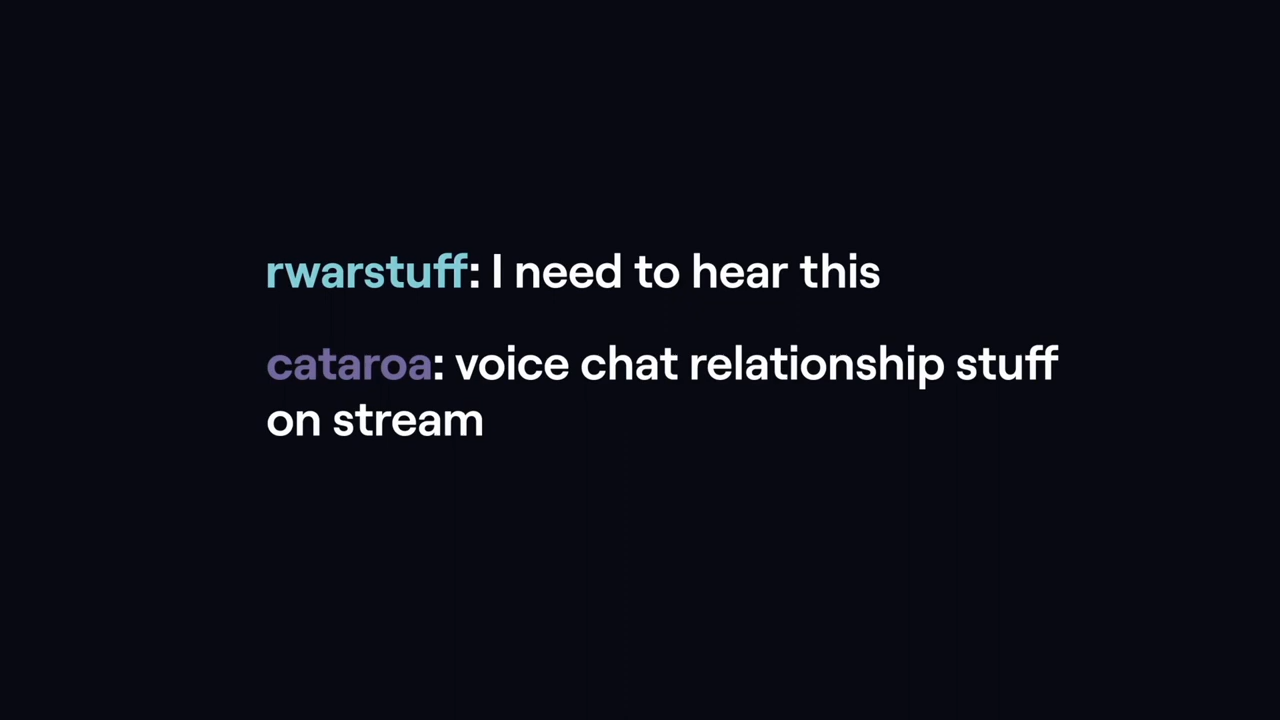 rwarstuff: I need to hear this
cataroa: voice chat relationship stuff
on stream